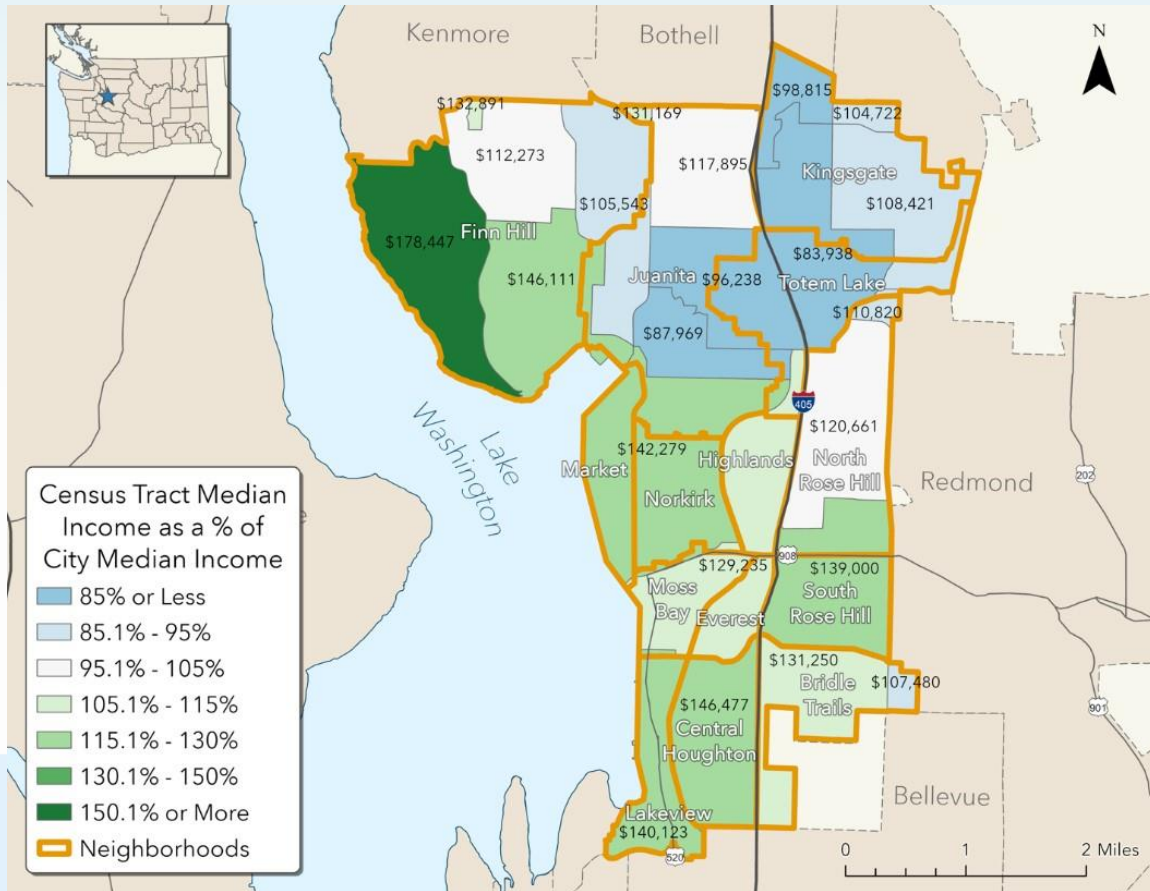 Kenmore
Bothell
N
$98,815
$132,891
$131,169
$104,722
$112,273
$117,895
Kingsgate
$105,543
$108,421
Finn Hill
$178,447
$146,111
$83,938
Juanita
$96,238
Totem Lake
$110,820
$87,969
405
Lake
Washington
$120,661
$142,279
Market
Highlands
North
Rose Hill
Norkirk
Redmond
202
908
$129,235
$139,000
Moss
Bay
Everest
South
Rose Hill
$131,250
$107,480
Bridle
Trails
$146,477
Central
Houghton
901
Bellevue
Lakeview
$140,123
520
Census Tract Median
Income as a % of
City Median Income
85% or Less
85.1% - 95%
95.1% - 105%
105.1% - 115%
115.1% - 130%
130.1% - 150%
150.1% or More
Neighborhoods
0 1 2 Miles